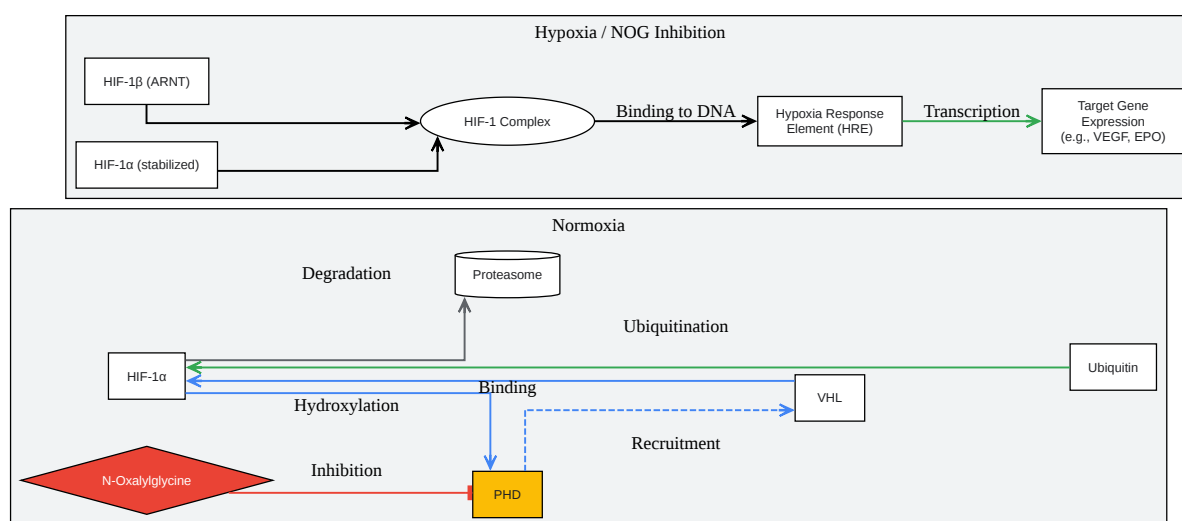 Hypoxia / NOG Inhibition
HIF-1β (ARNT)
HIF-1α (stabilized)
HIF-1 Complex
Binding to DNA
Hypoxia Response
Element (HRE)
Transcription
Target Gene
Expression
(e.g., VEGF, EPO)
Normoxia
Degradation
Proteasome
Ubiquitination
HIF-1α
Ubiquitin
Binding
VHL
Hydroxylation
Recruitment
N-Oxalylglycine
Inhibition
PHD